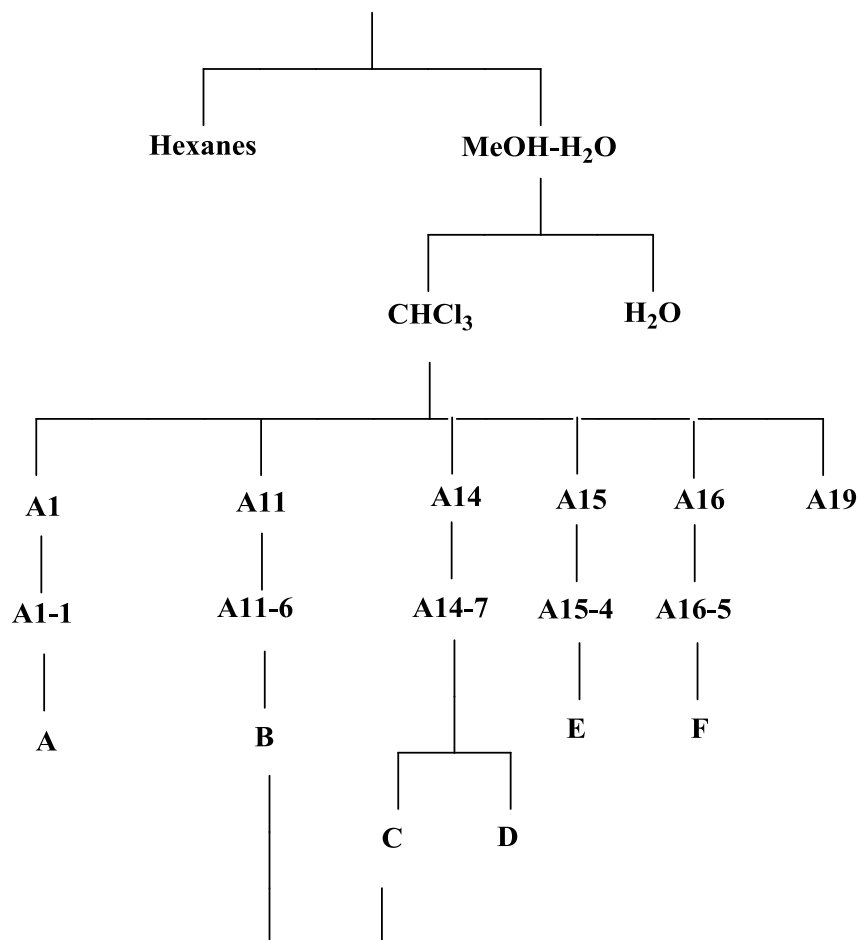 Hexanes MeOH-H₂O
CHCl₃ H₂O
A1 A11 A14 A15 A16 A19
A1-1 A11-6 A14-7 A15-4 A16-5
A B E F
C D